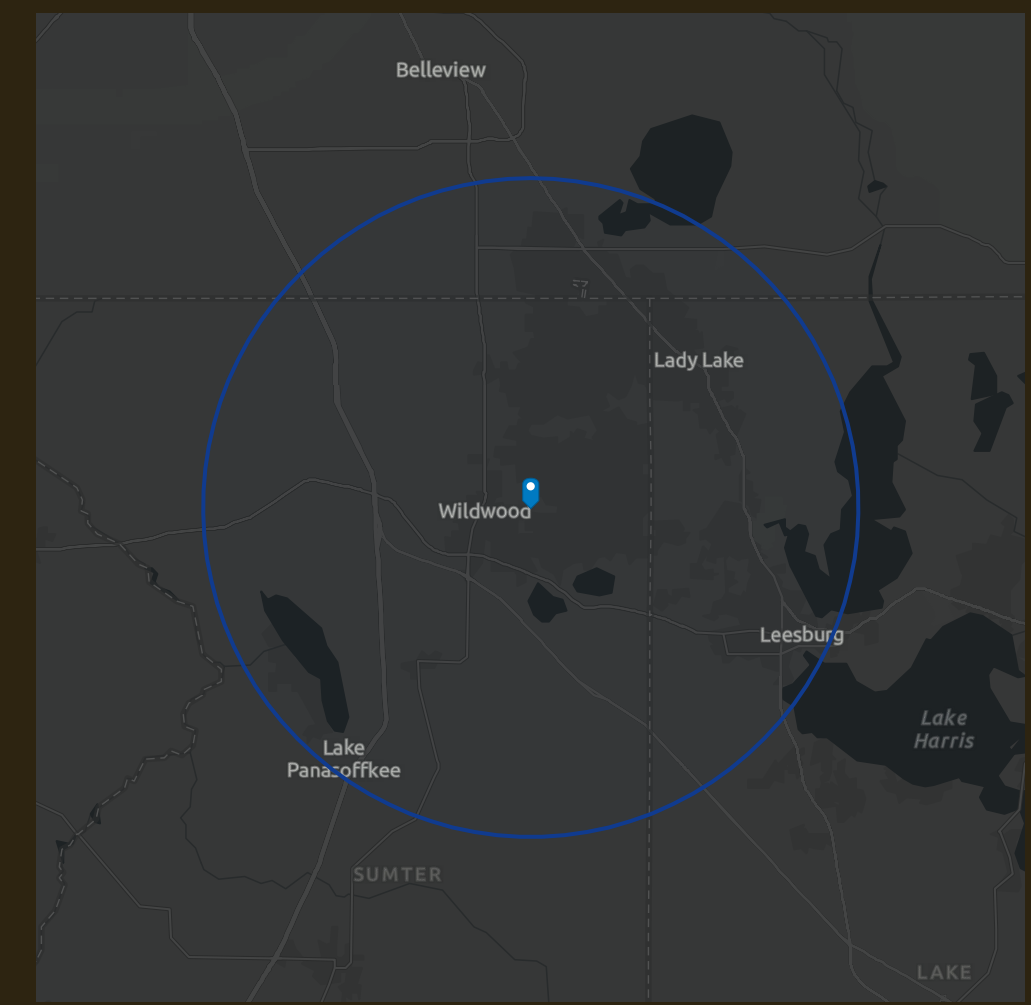 Belleview
Lady Lake
Wildwood
Leesburg
Lake
Harris
Lake
Panasoffkee
SUMTER
LAKE